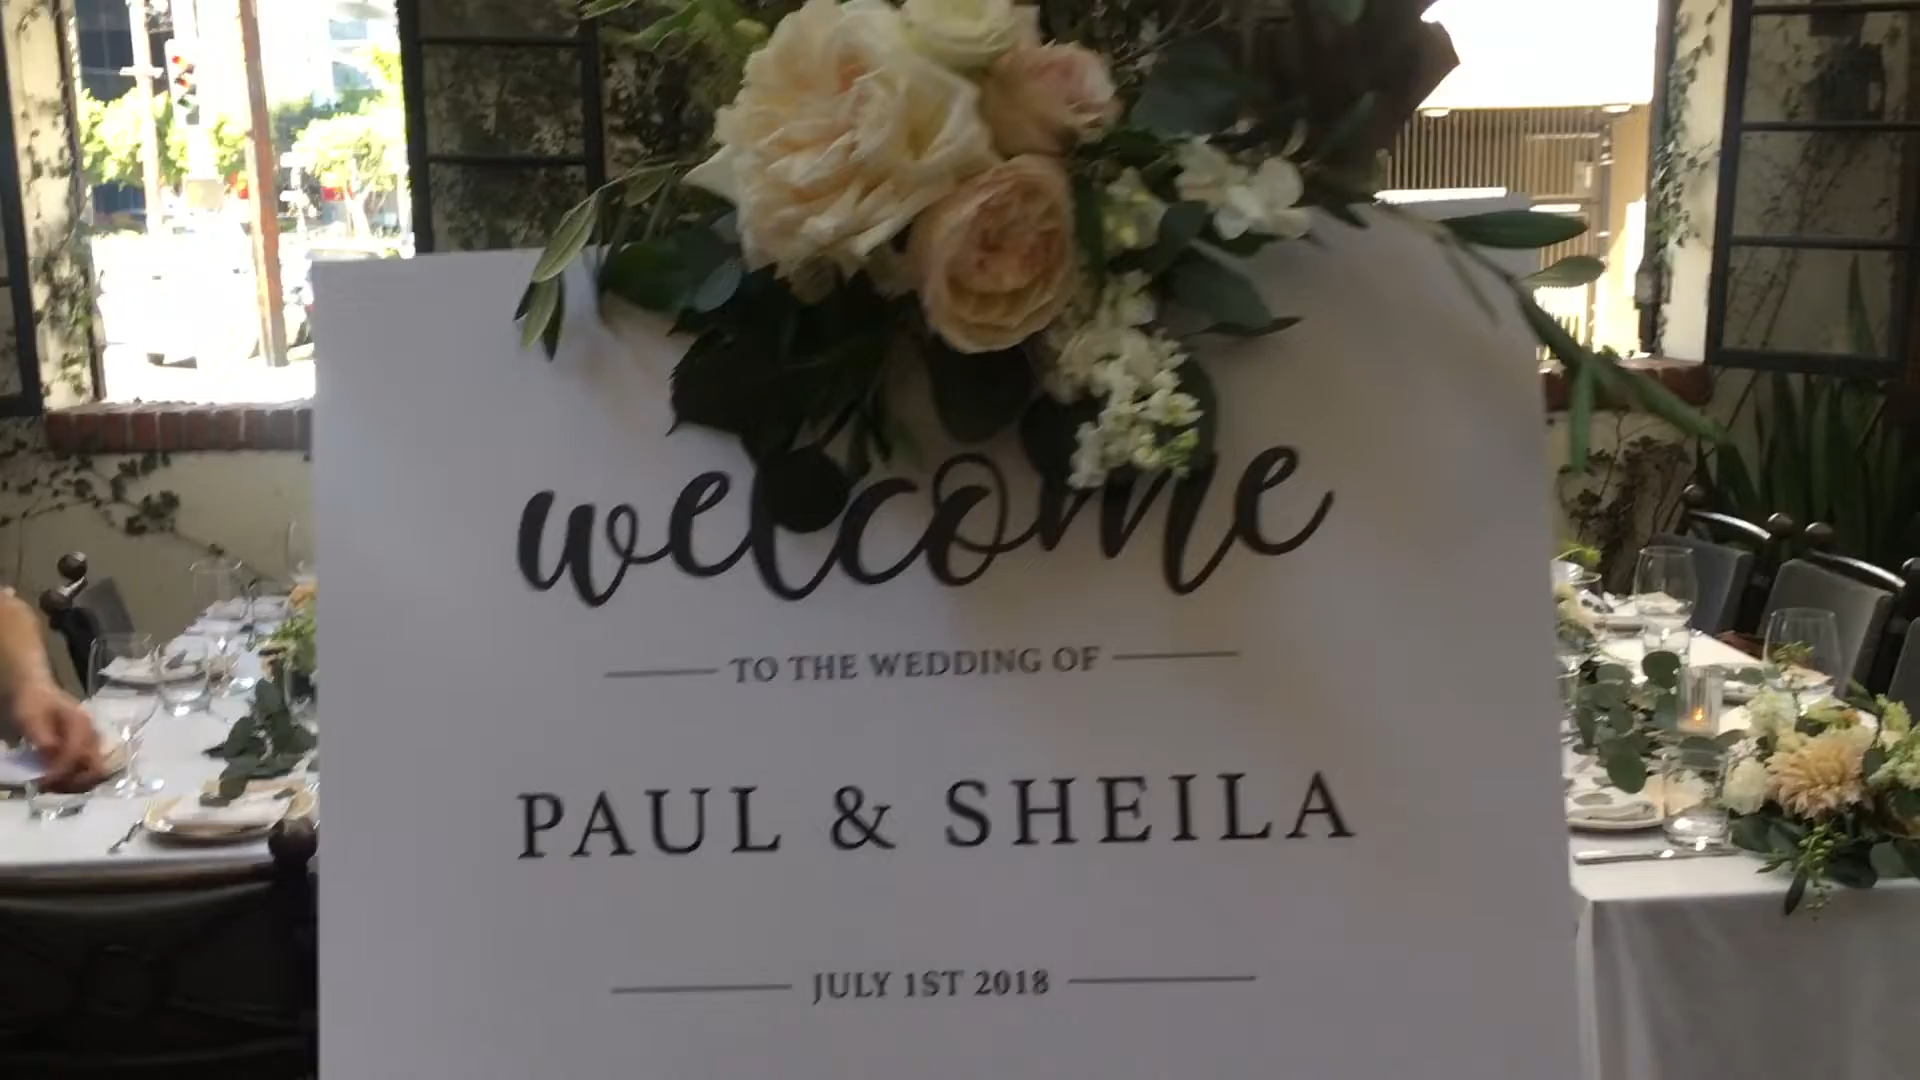 welcome
TO THE WEDDING OF
PAUL & SHEILA
JULY 1ST 2018